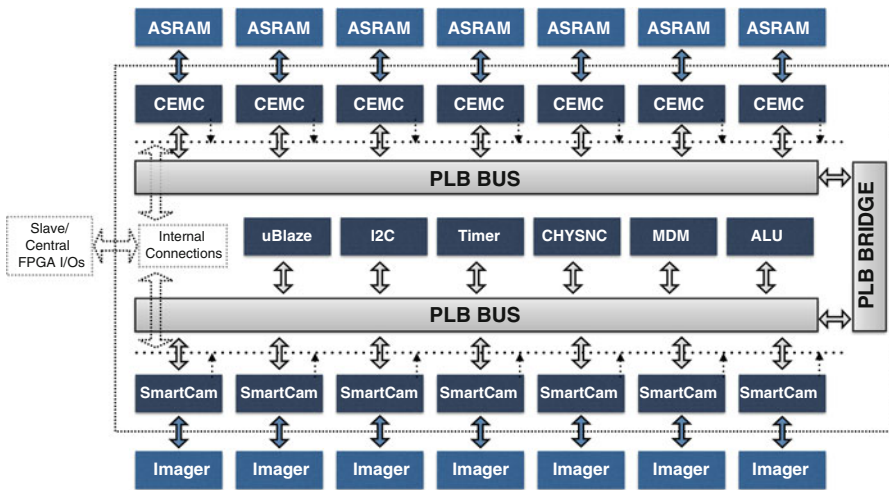 ASRAM ASRAM ASRAM ASRAM ASRAM ASRAM ASRAM
CEMC CEMC CEMC CEMC CEMC CEMC CEMC
PLB BUS
PLB BRIDGE
Slave/
Central
FPGA I/Os
Internal
Connections
uBlaze I2C Timer CHYSNC MDM ALU
PLB BUS
SmartCam SmartCam SmartCam SmartCam SmartCam SmartCam SmartCam
Imager Imager Imager Imager Imager Imager Imager